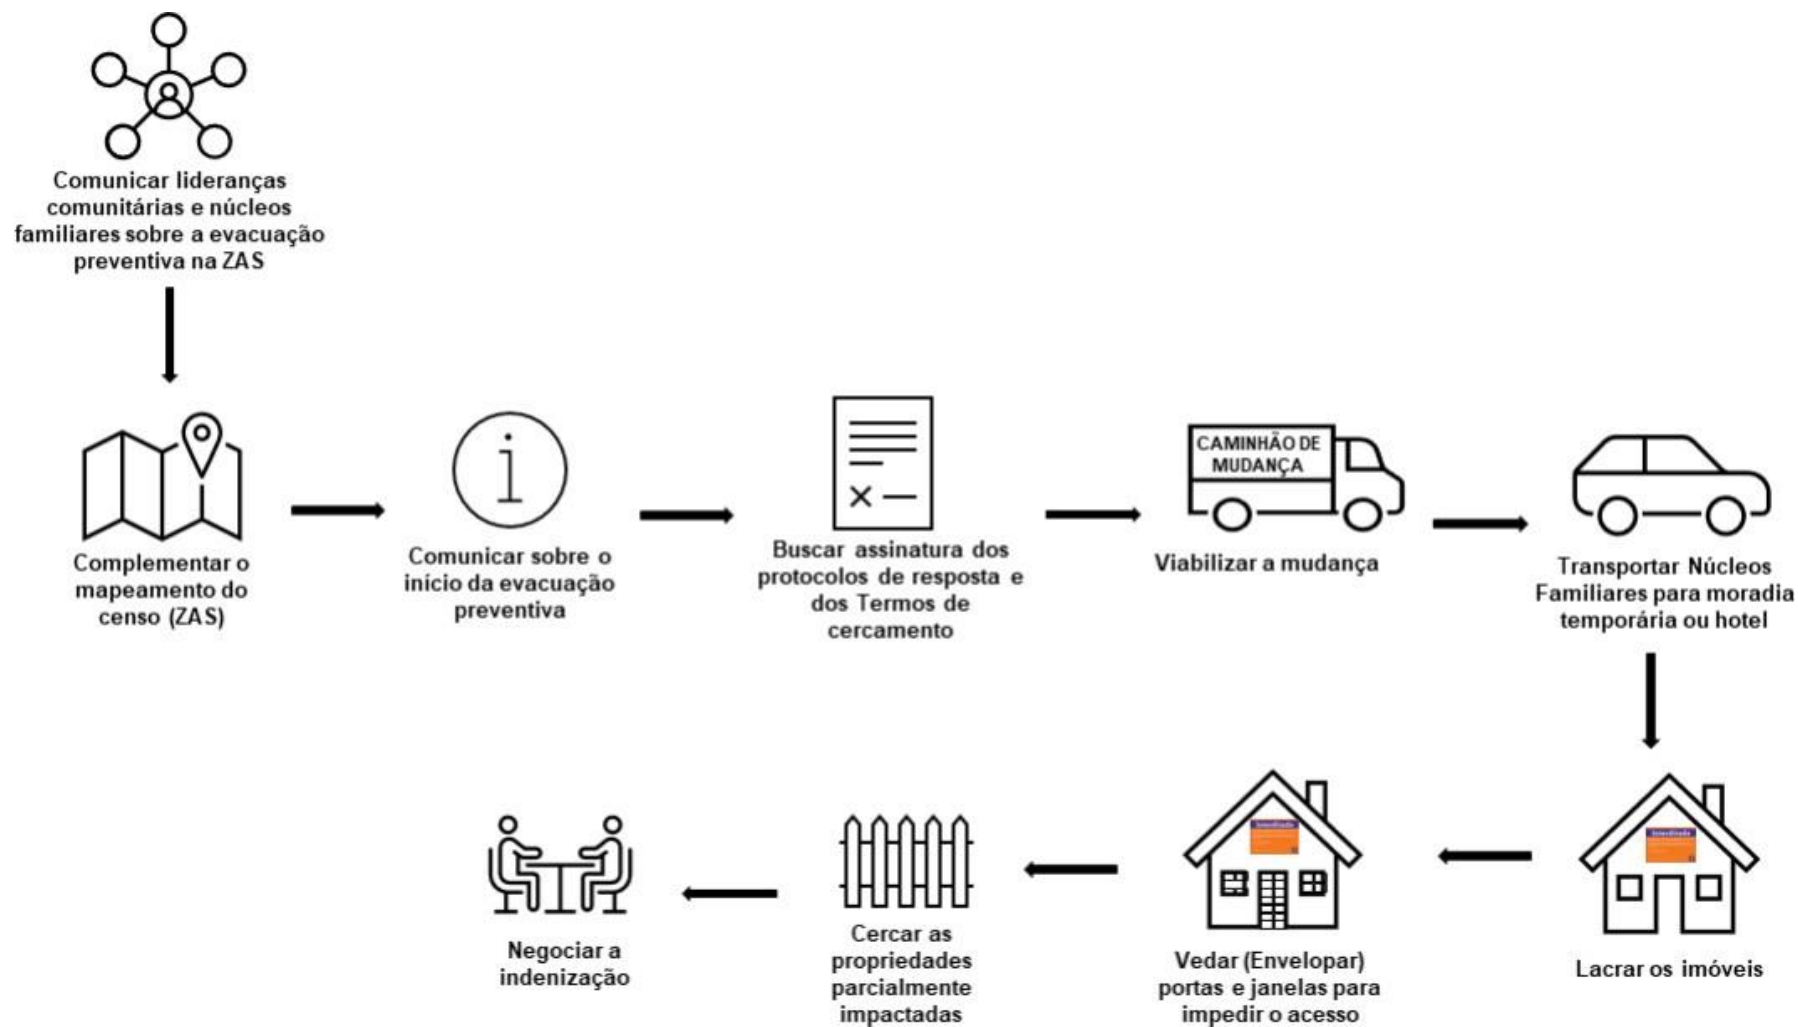 Comunicar lideranças
comunitárias e núcleos
familiares sobre a evacuação
preventiva na ZAS
Complementar o
mapeamento do
censo (ZAS)
Comunicar sobre o
início da evacuação
preventiva
Buscar assinatura dos
protocolos de resposta e
dos Termos de
cercamento
CAMINHÃO DE
MUDANÇA
Viabilizar a mudança
Transportar Núcleos
Familiares para moradia
temporária ou hotel
Lacrar os imóveis
Vedar (Envelopar)
portas e janelas para
impedir o acesso
Cercar as
propriedades
parcialmente
impactadas
Negociar a
indenização